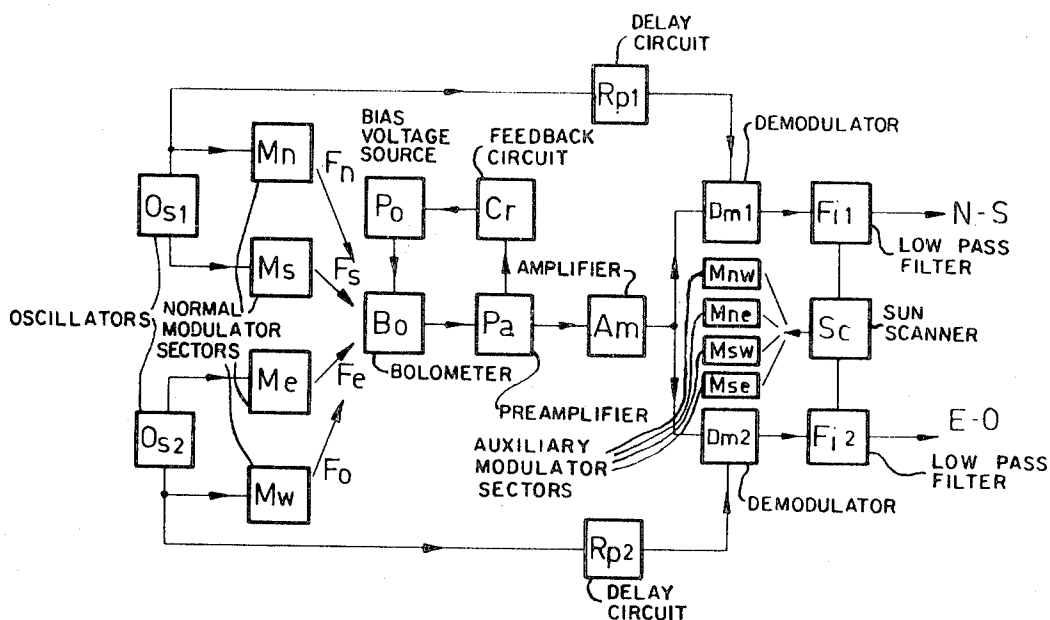 DELAY
CIRCUIT
Rp1
BIAS
VOLTAGE
SOURCE
FEEDBACK
CIRCUIT
DEMODULATOR
Mn
Fn
Os1
Po
Cr
Dm1
Fi1
N-S
LOW PASS
FILTER
Ms
Fs
AMPLIFIER
Mnw
OSCILLATORS
NORMAL
MODULATOR
SECTORS
Bo
Pa
Am
Mne
Sc
SUN
SCANNER
Msw
Me
Fe
BOLOMETER
Mse
PREAMPLIFIER
Os2
Dm2
Fi2
E-O
AUXILIARY
MODULATOR
SECTORS
Mw
Fo
LOW PASS
FILTER
DEMODULATOR
Rp2
DELAY
CIRCUIT